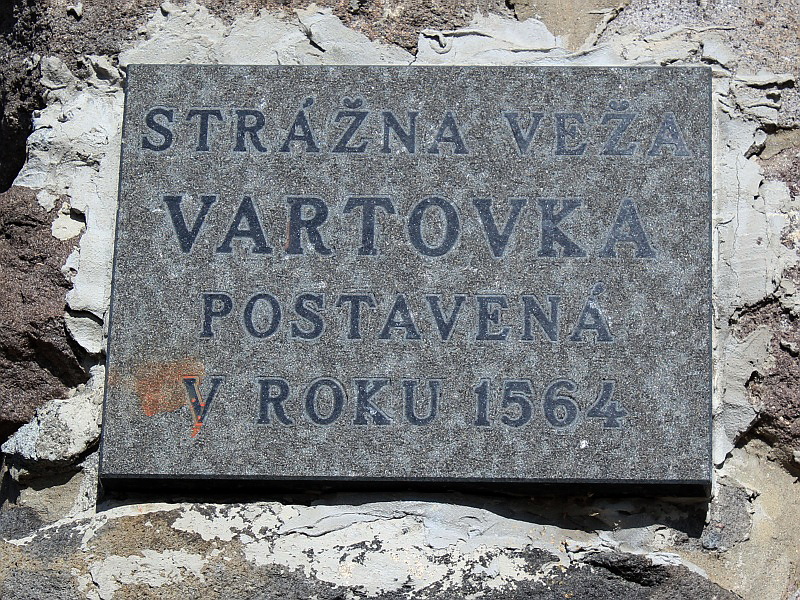 STRÁŽNA VEŽA
VARTOVKA
POSTAVENÁ
V ROKU 1564